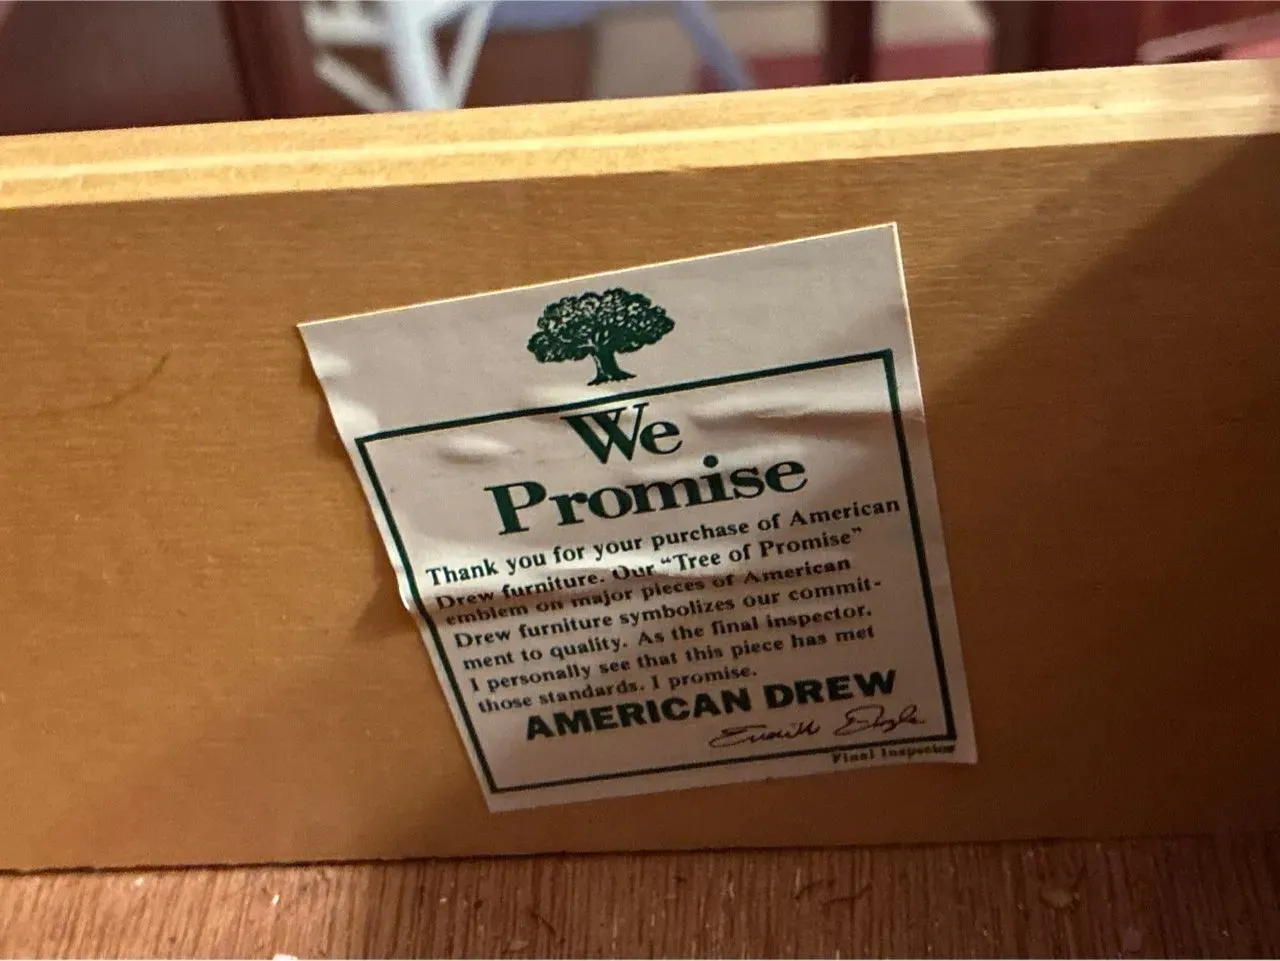 We
Promise
Thank you for your purchase of American
Drew furniture. Our “Tree of Promise”
emblem on major pieces of American
Drew furniture symbolizes our commit-
ment to quality. As the final inspector.
I personally see that this piece has met
those standards. I promise.
AMERICAN DREW
Final Inspector